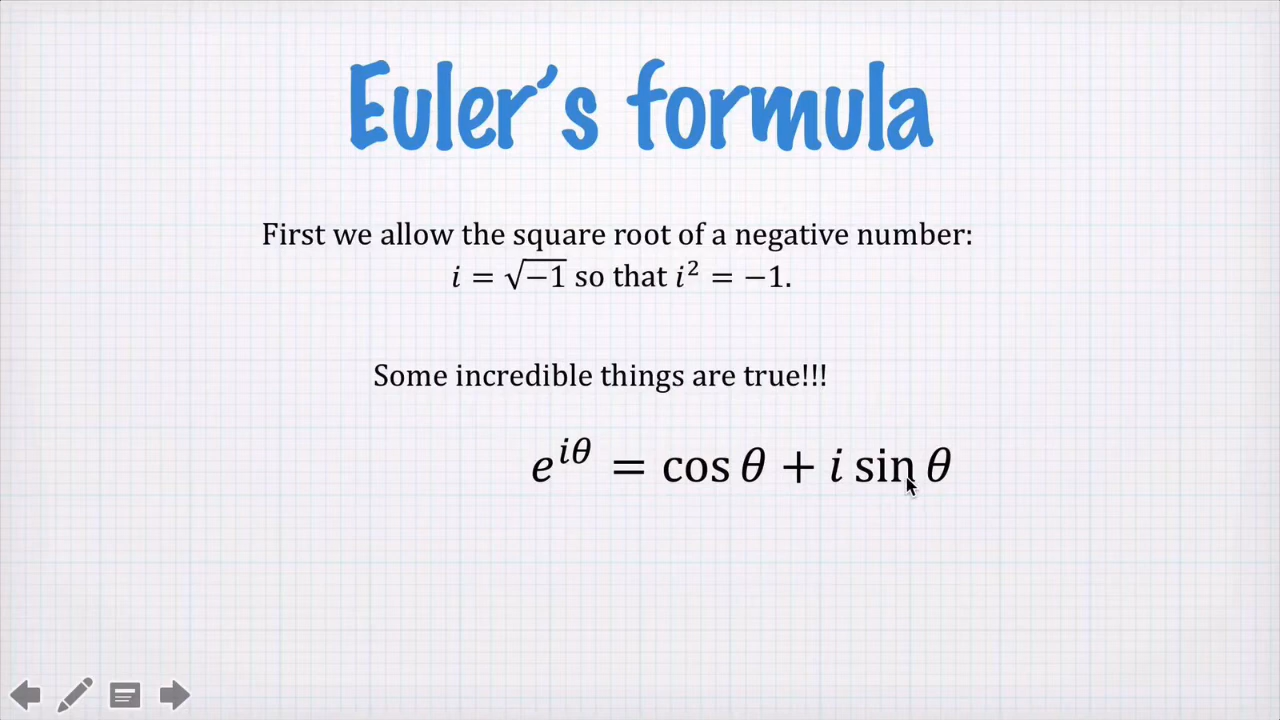 Euler´s formula
First we allow the square root of a negative number:
i = √−1 so that i² = −1.
Some incredible things are true!!!
e^{iθ} = cos θ + i sin θ